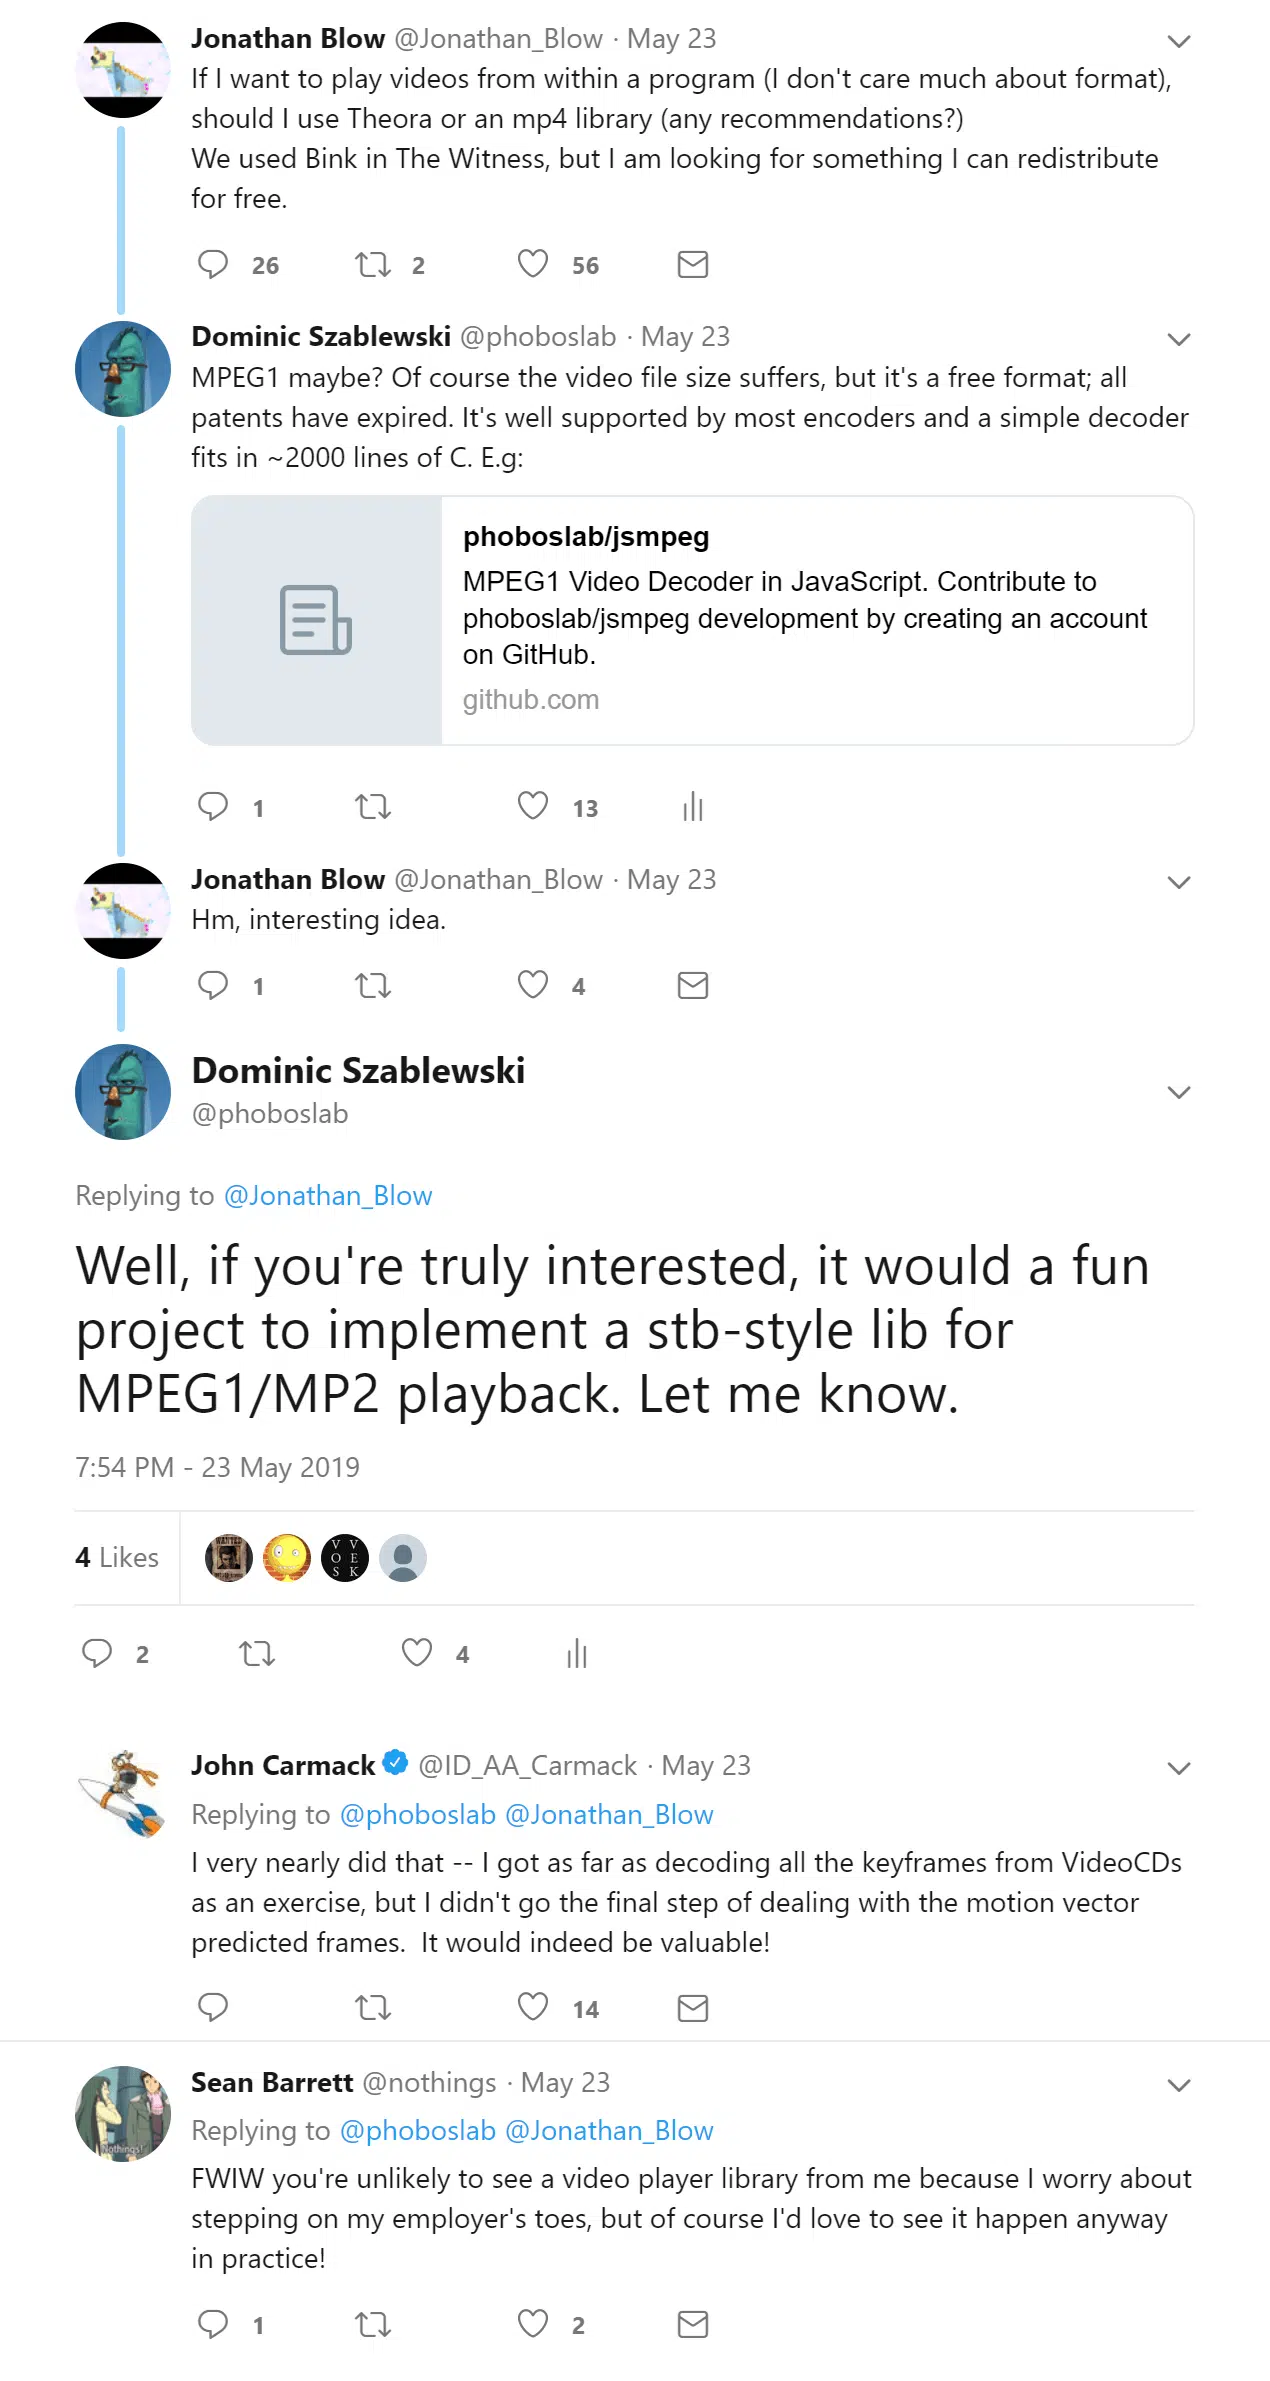 Jonathan Blow @Jonathan_Blow · May 23
If I want to play videos from within a program (I don't care much about format),
should I use Theora or an mp4 library (any recommendations?)
We used Bink in The Witness, but I am looking for something I can redistribute
for free.
26 2 56
Dominic Szablewski @phoboslab · May 23
MPEG1 maybe? Of course the video file size suffers, but it's a free format; all
patents have expired. It's well supported by most encoders and a simple decoder
fits in ~2000 lines of C. E.g:
phoboslab/jsmpeg
MPEG1 Video Decoder in JavaScript. Contribute to
phoboslab/jsmpeg development by creating an account
on GitHub.
github.com
1 13
Jonathan Blow @Jonathan_Blow · May 23
Hm, interesting idea.
1 4
Dominic Szablewski
@phoboslab
Replying to @Jonathan_Blow
Well, if you're truly interested, it would a fun
project to implement a stb-style lib for
MPEG1/MP2 playback. Let me know.
7:54 PM - 23 May 2019
4 Likes
WANTED
V V
O E
S K
2 4
John Carmack @ID_AA_Carmack · May 23
Replying to @phoboslab @Jonathan_Blow
I very nearly did that -- I got as far as decoding all the keyframes from VideoCDs
as an exercise, but I didn't go the final step of dealing with the motion vector
predicted frames.  It would indeed be valuable!
14
Sean Barrett @nothings · May 23
Nothings!
Replying to @phoboslab @Jonathan_Blow
FWIW you're unlikely to see a video player library from me because I worry about
stepping on my employer's toes, but of course I'd love to see it happen anyway
in practice!
1 2